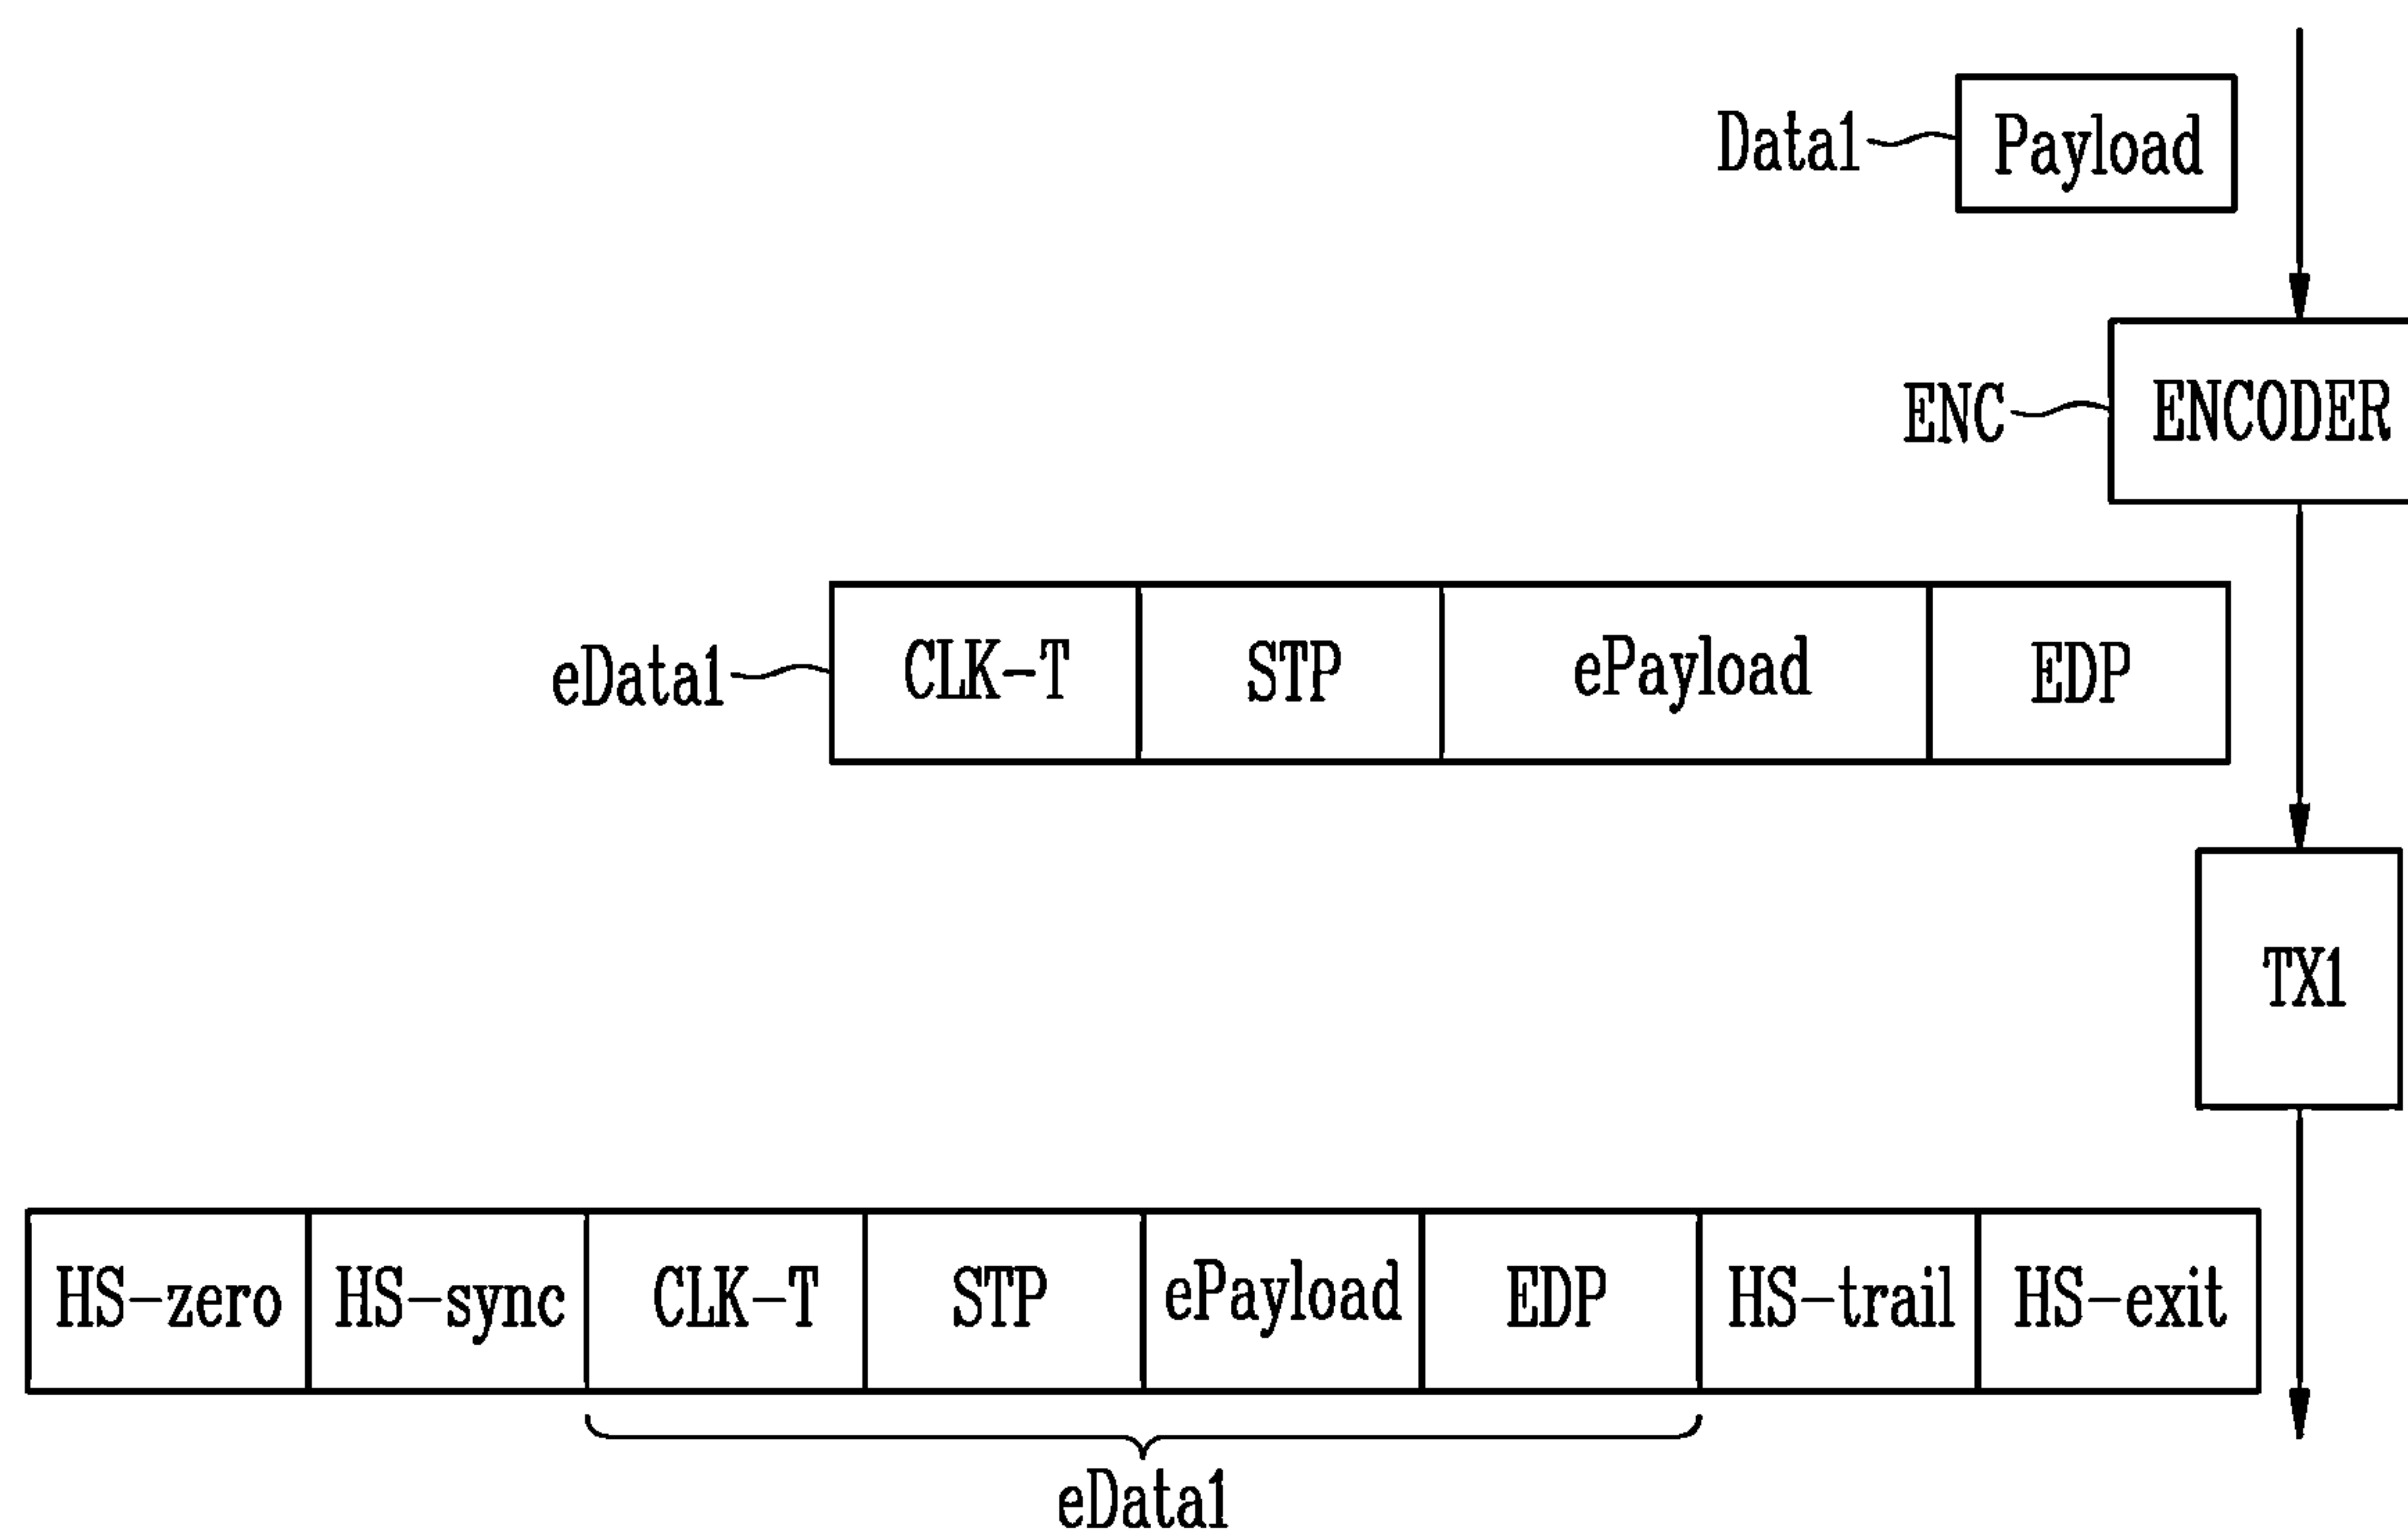 Data1 Payload
ENC ENCODER
eData1 CLK-T STP ePayload EDP
TX1
HS-zero HS-sync CLK-T STP ePayload EDP HS-trail HS-exit
eData1